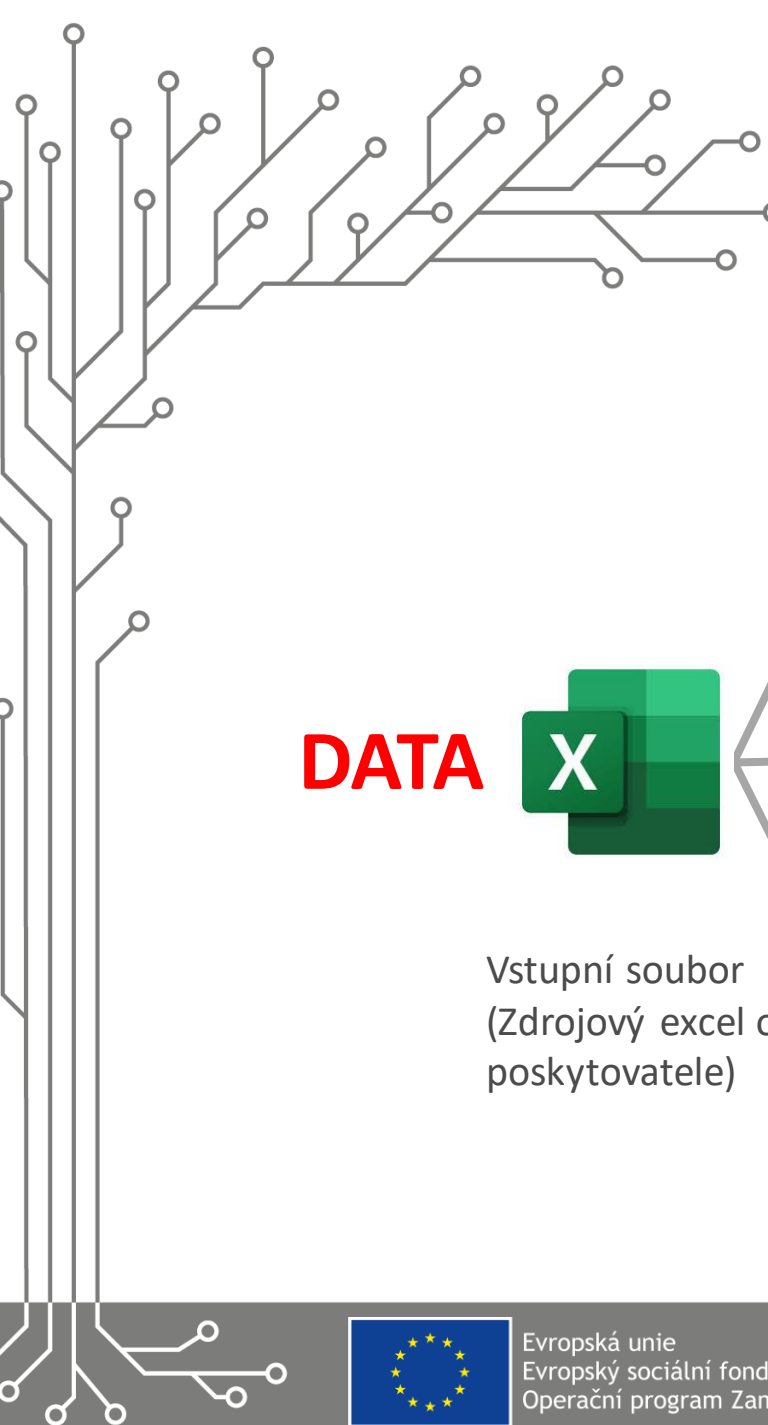 DATA
X
Vstupní soubor
(Zdrojový excel
poskytovatele)
Evropská unie
Evropský sociální fond
Operační program